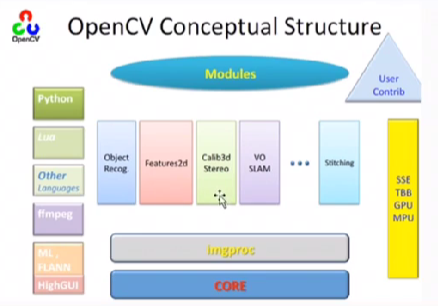 OpenCV
OpenCV Conceptual Structure
Modules
User
Contrib
Python
Lua
Other
Languages
ffmpeg
ML,
FLANN
HighGUI
Object
Recog.
Features2d
Calib3d
Stereo
VO
SLAM
...
Stitching
SSE
TBB
GPU
MPU
imgproc
CORE